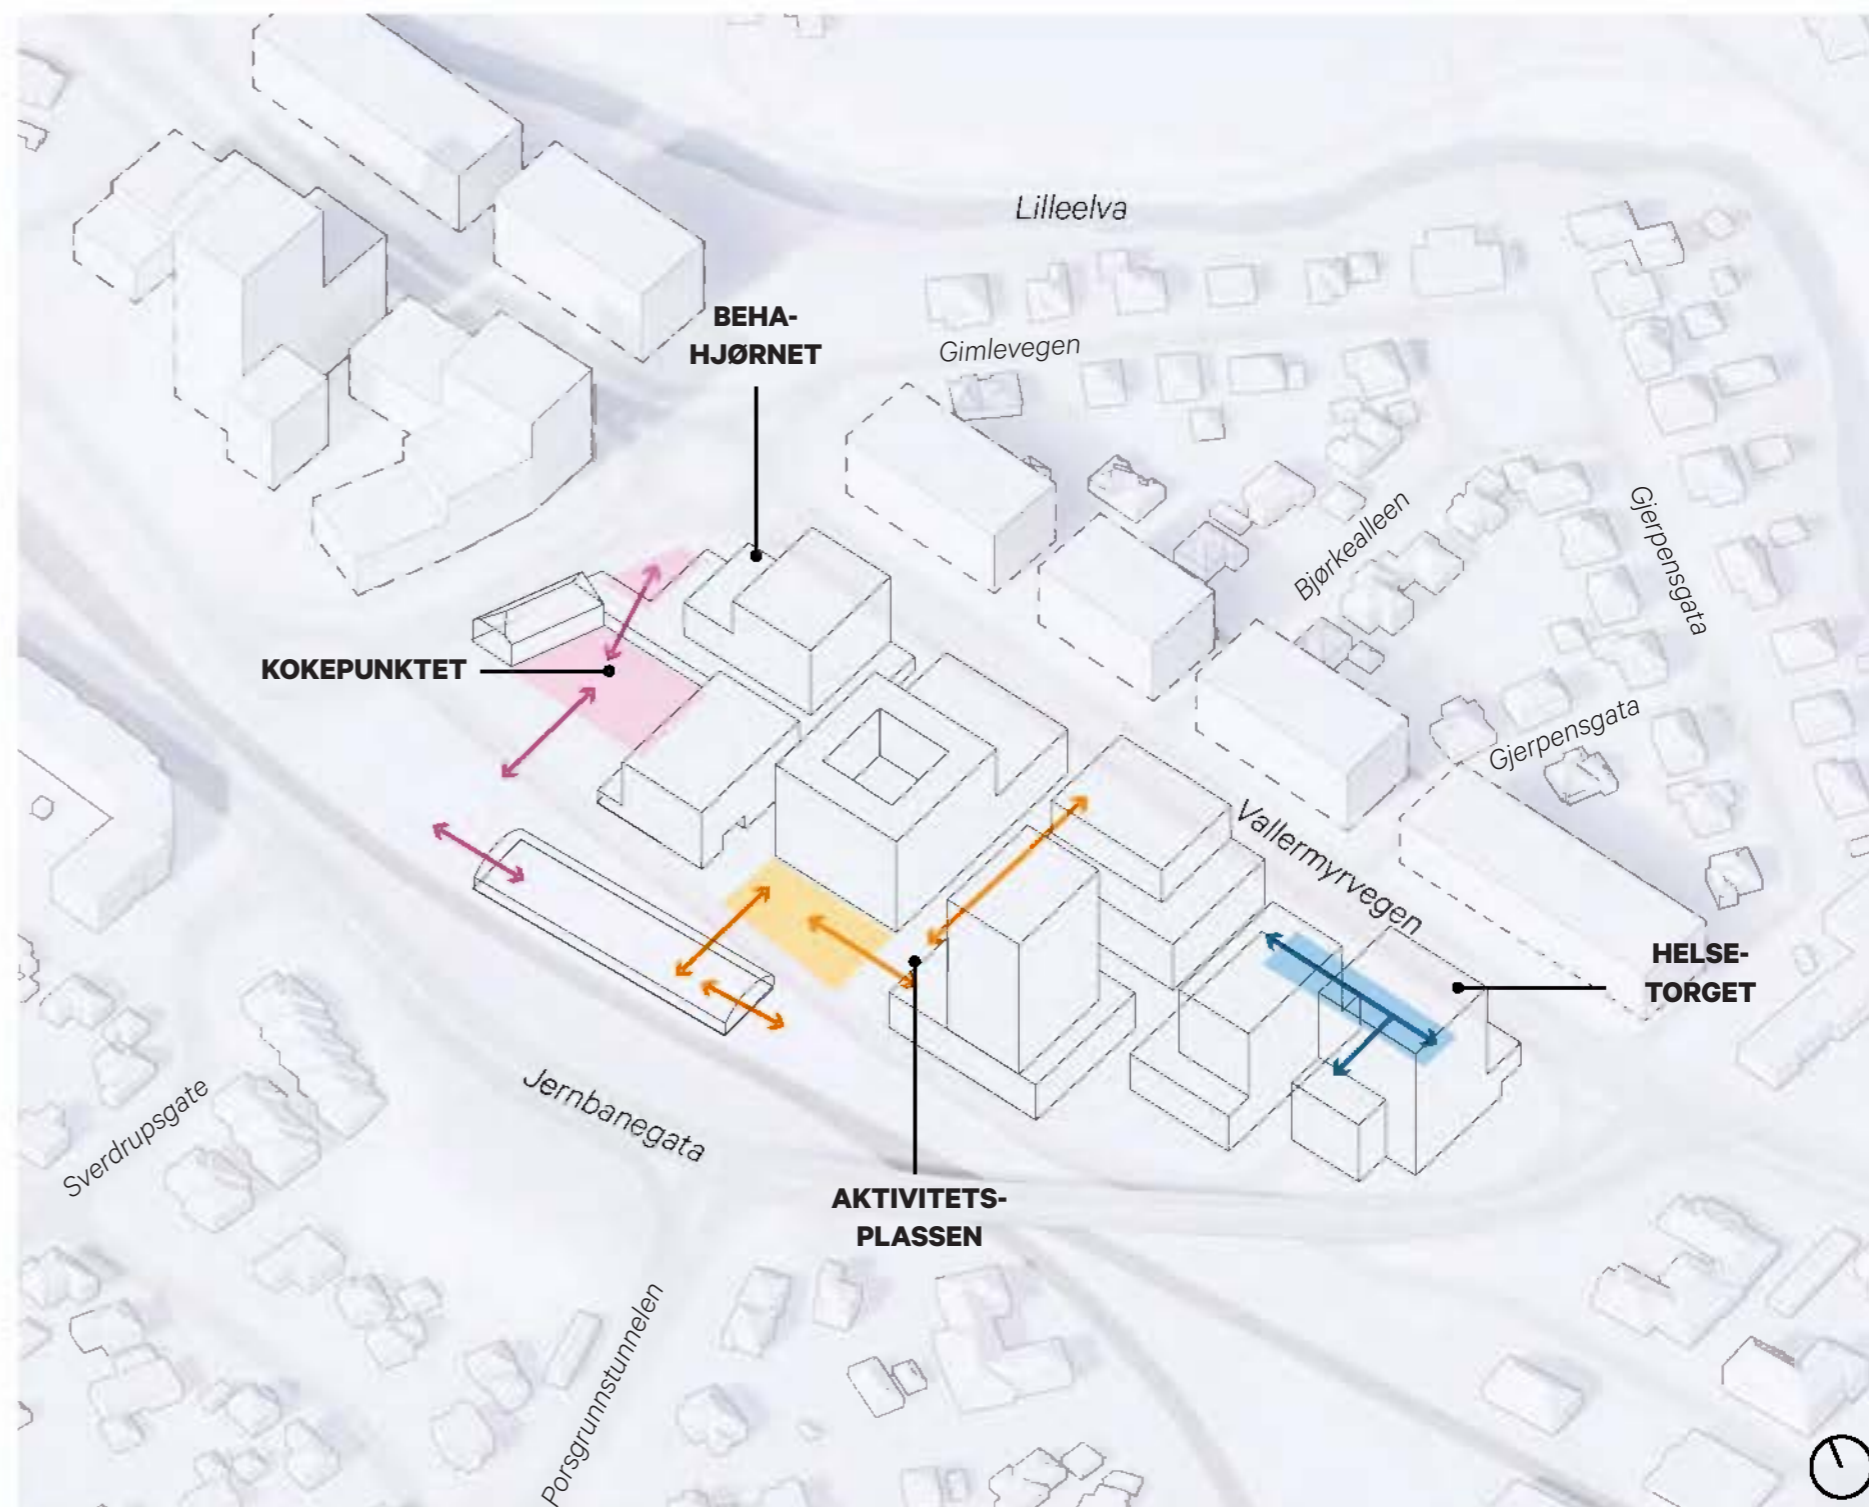 Lilleelva
BEHA-
HJØRNET
Gimlevegen
Bjørkealleen
Gjerpensgata
KOKEPUNKTET
Gjerpensgata
Vallermyrvegen
HELSE-
TORGET
Jernbanegata
Sverdrupsgate
AKTIVITETS-
PLASSEN
Porsgrunnstunnelen